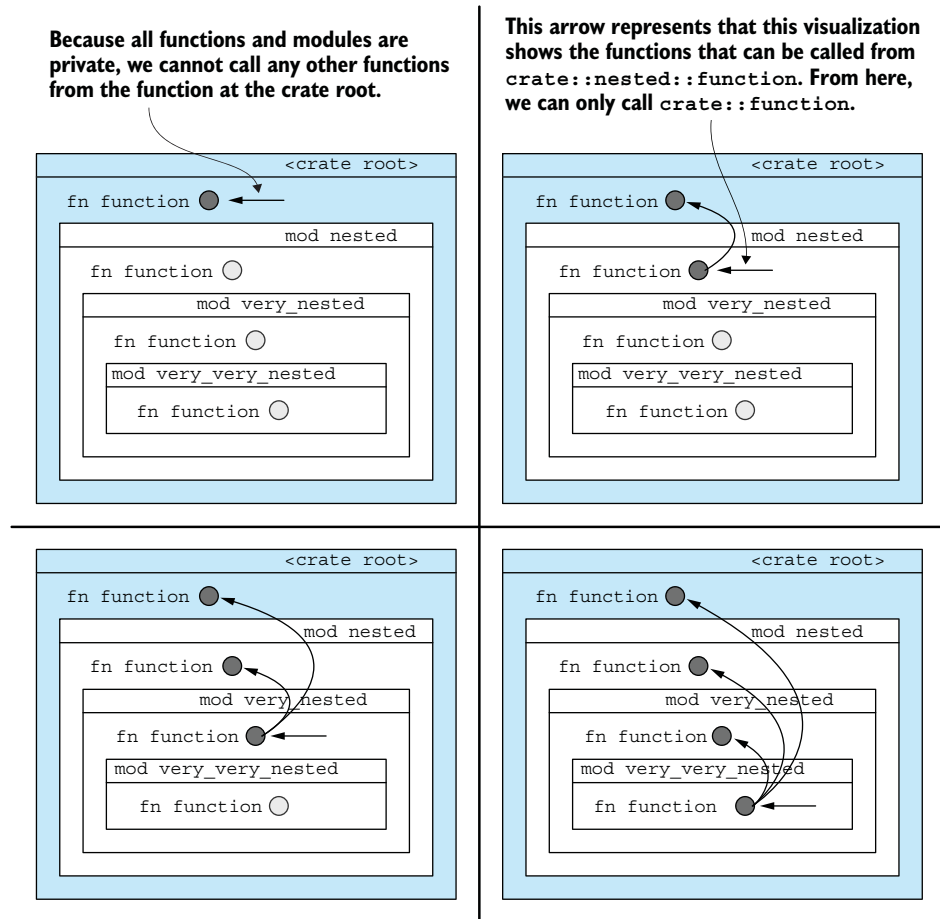 Because all functions and modules are
private, we cannot call any other functions
from the function at the crate root.
This arrow represents that this visualization
shows the functions that can be called from
crate::nested::function. From here,
we can only call crate::function.
<crate root>
fn function
mod nested
fn function
mod very_nested
fn function
mod very_very_nested
fn function
<crate root>
fn function
mod nested
fn function
mod very_nested
fn function
mod very_very_nested
fn function
<crate root>
fn function
mod nested
fn function
mod very_nested
fn function
mod very_very_nested
fn function
<crate root>
fn function
mod nested
fn function
mod very_nested
fn function
mod very_very_nested
fn function